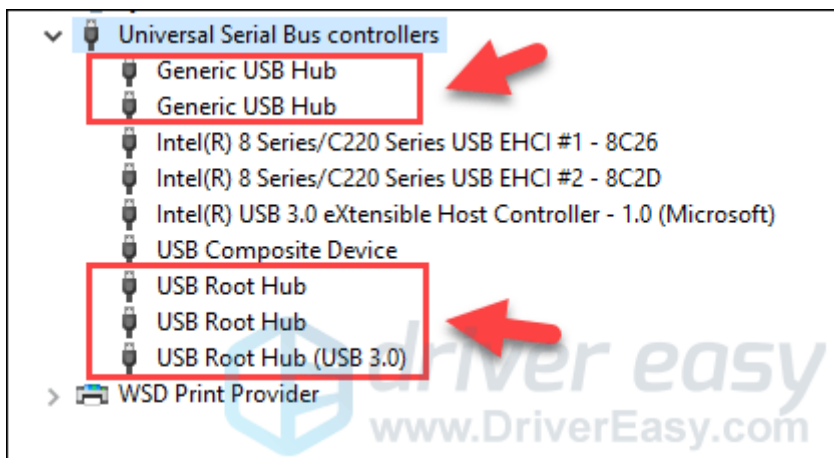 Universal Serial Bus controllers
Generic USB Hub
Generic USB Hub
Intel(R) 8 Series/C220 Series USB EHCI #1 - 8C26
Intel(R) 8 Series/C220 Series USB EHCI #2 - 8C2D
Intel(R) USB 3.0 eXtensible Host Controller - 1.0 (Microsoft)
USB Composite Device
USB Root Hub
USB Root Hub
USB Root Hub (USB 3.0)
driver easy
WSD Print Provider
www.DriverEasy.com